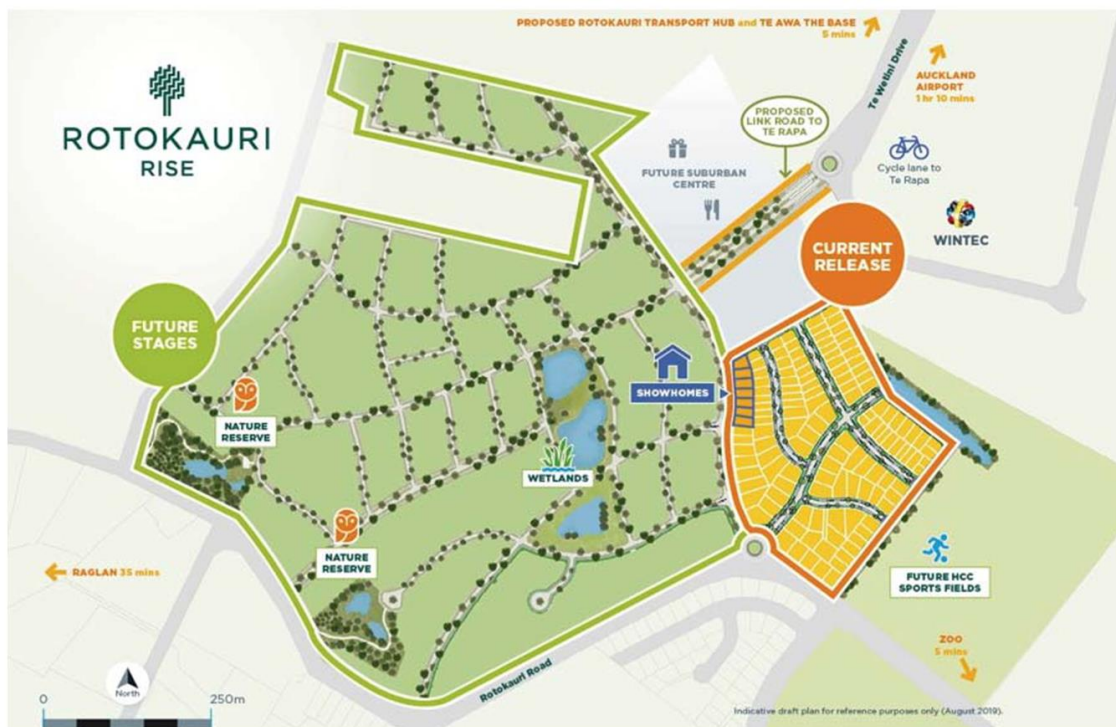 PROPOSED ROTOKAURI TRANSPORT HUB and TE AWA THE BASE
5 mins
Te Wetini Drive
AUCKLAND
AIRPORT
1 hr 10 mins
ROTOKAURI
RISE
PROPOSED
LINK ROAD TO
TE RAPA
FUTURE SUBURBAN
CENTRE
Cycle lane to
Te Rapa
WINTEC
CURRENT
RELEASE
FUTURE
STAGES
SHOWHOMES
NATURE
RESERVE
WETLANDS
NATURE
RESERVE
RAGLAN 35 mins
FUTURE HCC
SPORTS FIELDS
ZOO
5 mins
Rotokauri Road
North
0
250m
Indicative draft plan for reference purposes only (August 2019).